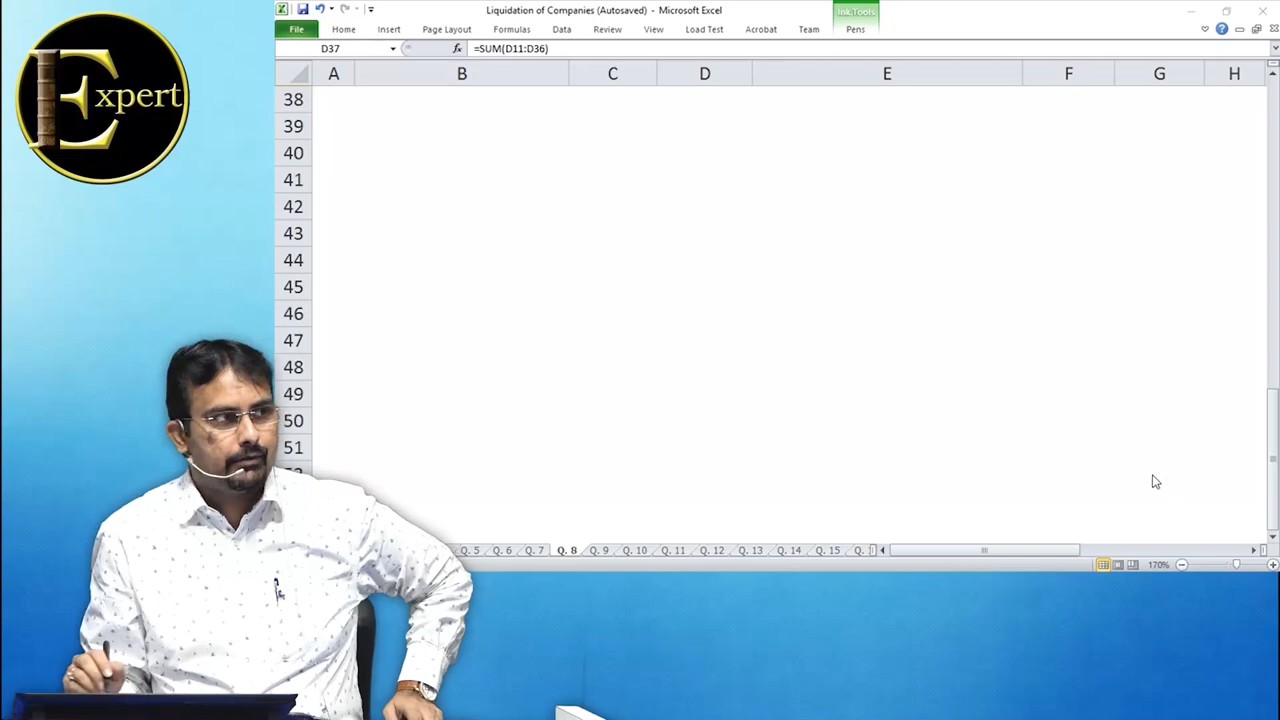 Expert
Liquidation of Companies (Autosaved) - Microsoft Excel
Ink Tools
File Home Insert Page Layout Formulas Data Review View Load Test Acrobat Team Pens
D37 fx =SUM(D11:D36)
A B C D E F G H
38
39
40
41
42
43
44
45
46
47
48
49
50
51
Q. 5 Q. 6 Q. 7 Q. 8 Q. 9 Q. 10 Q. 11 Q. 12 Q. 13 Q. 14 Q. 15
170%